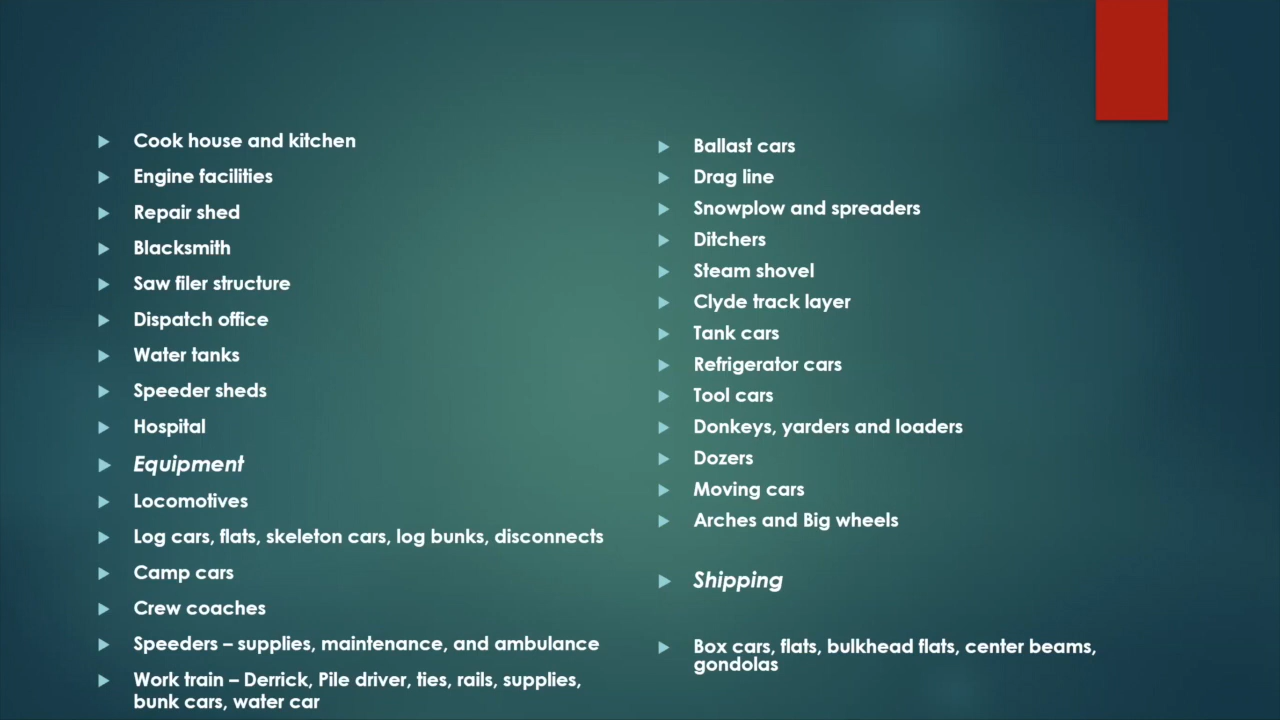 Cook house and kitchen
Engine facilities
Repair shed
Blacksmith
Saw filer structure
Dispatch office
Water tanks
Speeder sheds
Hospital
Equipment
Locomotives
Log cars, flats, skeleton cars, log bunks, disconnects
Camp cars
Crew coaches
Speeders – supplies, maintenance, and ambulance
Work train – Derrick, Pile driver, ties, rails, supplies,
bunk cars, water car
Ballast cars
Drag line
Snowplow and spreaders
Ditchers
Steam shovel
Clyde track layer
Tank cars
Refrigerator cars
Tool cars
Donkeys, yarders and loaders
Dozers
Moving cars
Arches and Big wheels
Shipping
Box cars, flats, bulkhead flats, center beams,
gondolas